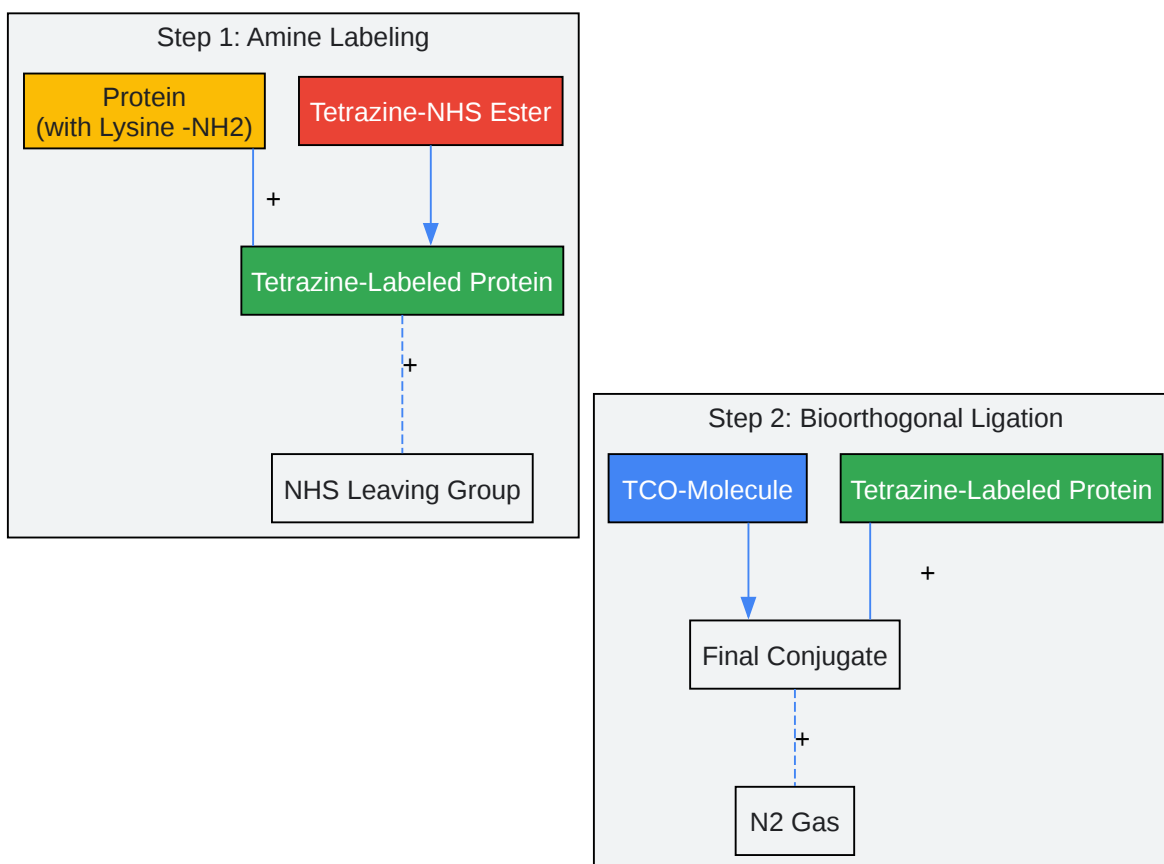 Step 1: Amine Labeling
Protein
(with Lysine -NH2)
Tetrazine-NHS Ester
+
Tetrazine-Labeled Protein
+
NHS Leaving Group
Step 2: Bioorthogonal Ligation
TCO-Molecule
Tetrazine-Labeled Protein
+
Final Conjugate
+
N2 Gas